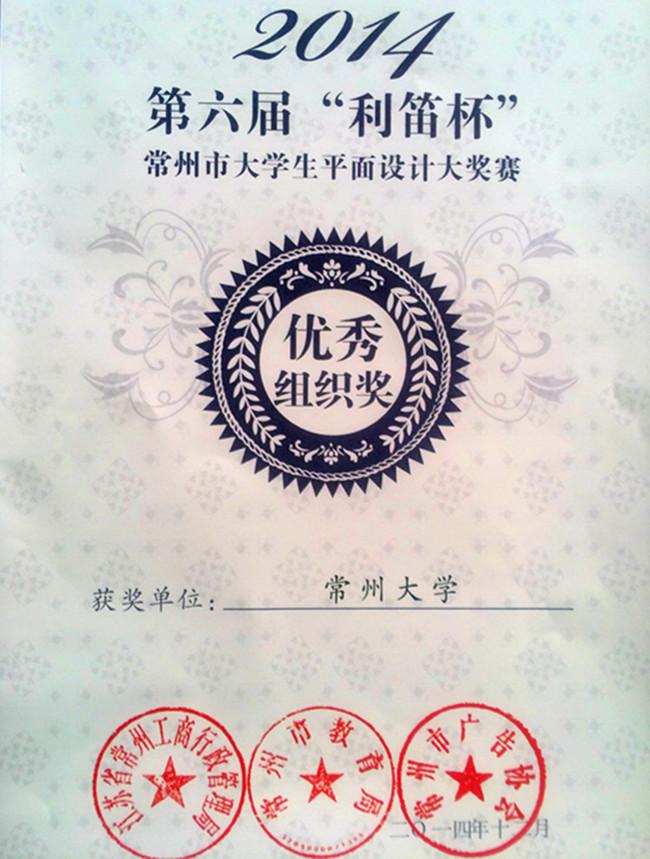 2014
第六届“利笛杯”
常州市大学生平面设计大奖赛
优秀
组织奖
获奖单位：常州大学
江苏省常州工商行政管理局
常州市教育局
常州市广告协会
二〇一四年十二月